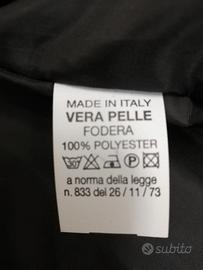 MADE IN ITALY
VERA PELLE
FODERA
100% POLYESTER
a norma della legge
n. 833 del 26 / 11 / 73
subito